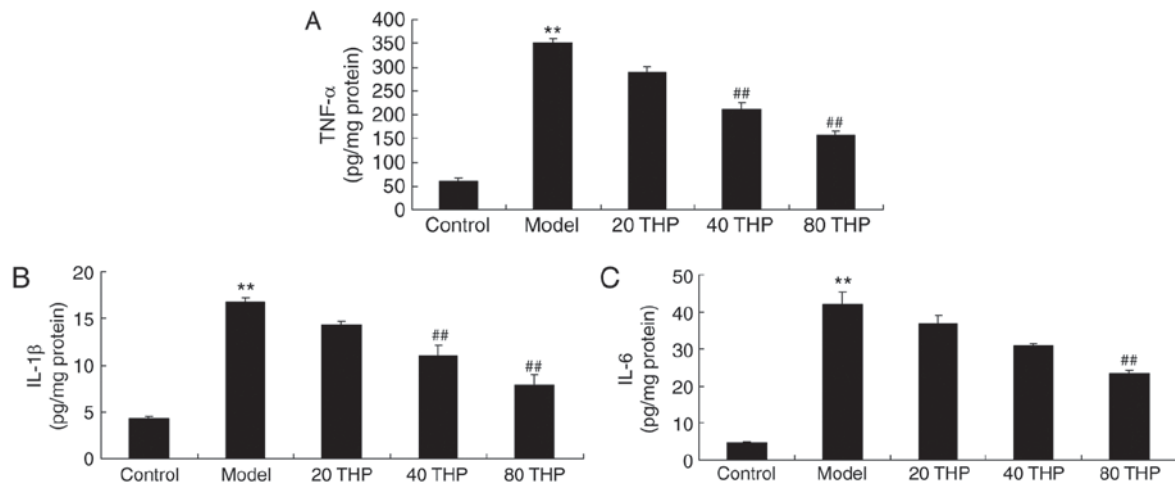 A
TNF-α
(pg/mg protein)
400
350
300
250
200
150
100
50
0
**
##
##
Control Model 20 THP 40 THP 80 THP
B
IL-1β
(pg/mg protein)
20
15
10
5
0
**
##
##
Control Model 20 THP 40 THP 80 THP
C
IL-6
(pg/mg protein)
50
40
30
20
10
0
**
##
Control Model 20 THP 40 THP 80 THP